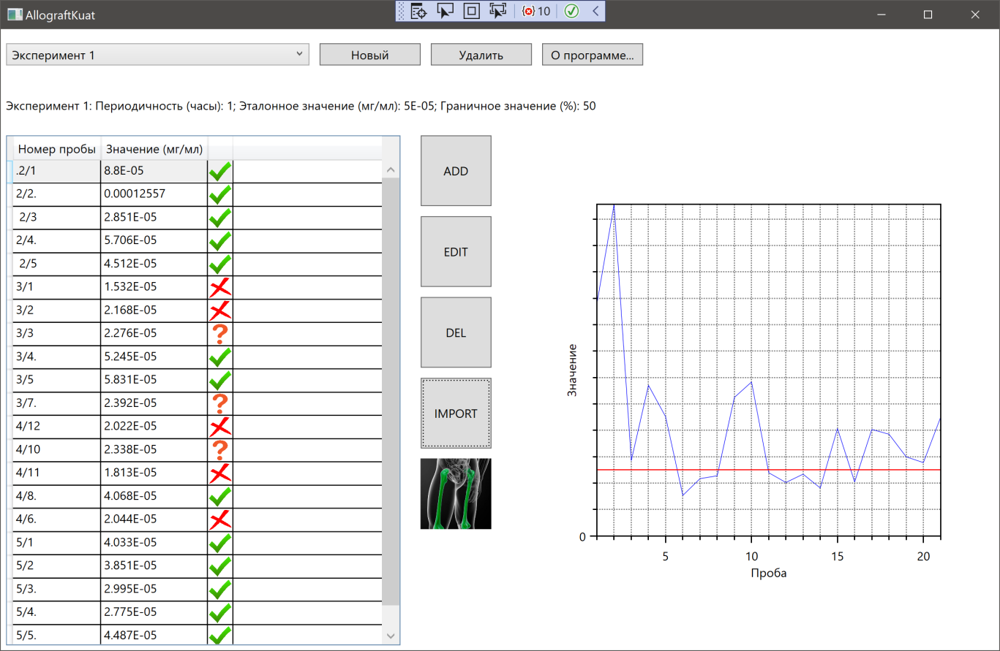 AllograftKuat
10
Эксперимент 1
Новый
Удалить
О программе...
Эксперимент 1: Периодичность (часы): 1; Эталонное значение (мг/мл): 5E-05; Граничное значение (%): 50
Номер пробы Значение (мг/мл)
.2/1 8.8E-05
2/2. 0.00012557
2/3 2.851E-05
2/4. 5.706E-05
2/5 4.512E-05
3/1 1.532E-05
3/2 2.168E-05
3/3 2.276E-05
3/4. 5.245E-05
3/5 5.831E-05
3/7. 2.392E-05
4/12 2.022E-05
4/10 2.338E-05
4/11 1.813E-05
4/8. 4.068E-05
4/6. 2.044E-05
5/1 4.033E-05
5/2 3.851E-05
5/3. 2.995E-05
5/4. 2.775E-05
5/5. 4.487E-05
ADD
EDIT
DEL
IMPORT
Значение
0
5 10 15 20
Проба